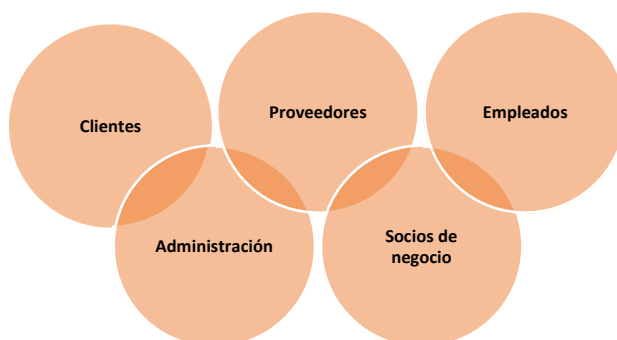 Clientes
Proveedores
Empleados
Administración
Socios de
negocio